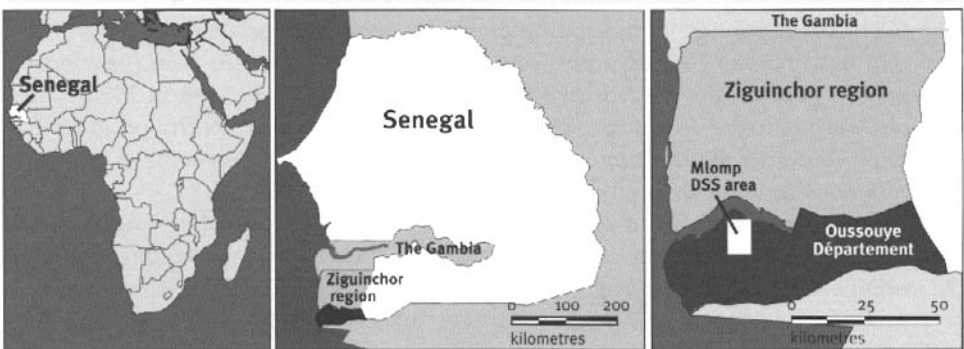 Senegal
Senegal
The Gambia
Ziguinchor
region
0 100 200
kilometres
The Gambia
Ziguinchor region
Mlomp
DSS area
Oussouye
Département
0 25 50
kilometres